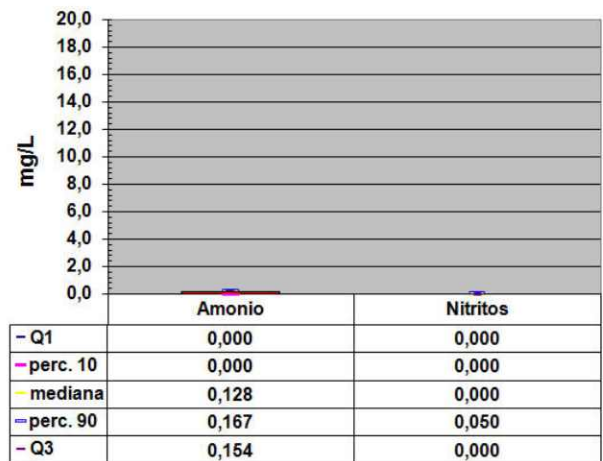 20,0
18,0
16,0
14,0
12,0
10,0
8,0
6,0
4,0
2,0
0,0
mg/L
Amonio Nitritos
Q1 0,000 0,000
perc. 10 0,000 0,000
mediana 0,128 0,000
perc. 90 0,167 0,050
Q3 0,154 0,000